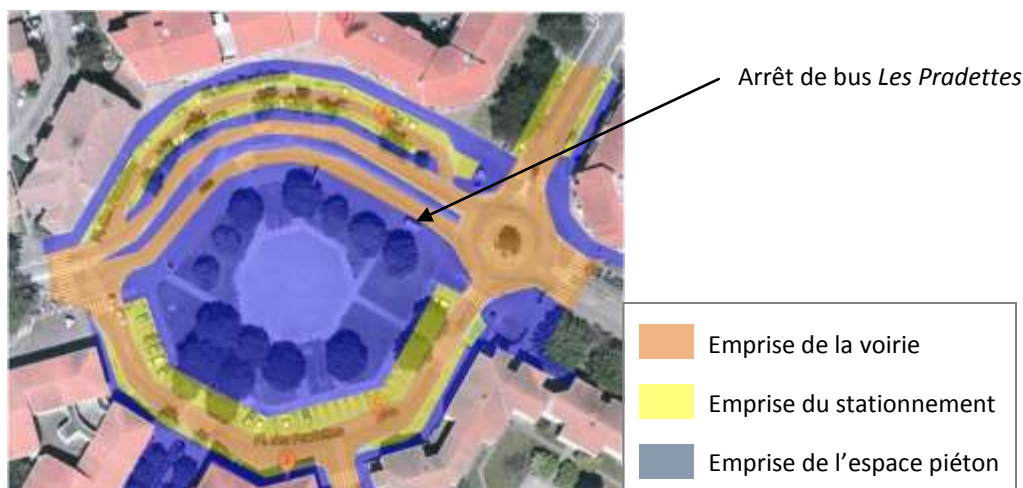 Arrêt de bus Les Pradettes
Emprise de la voirie
Emprise du stationnement
Emprise de l’espace piéton